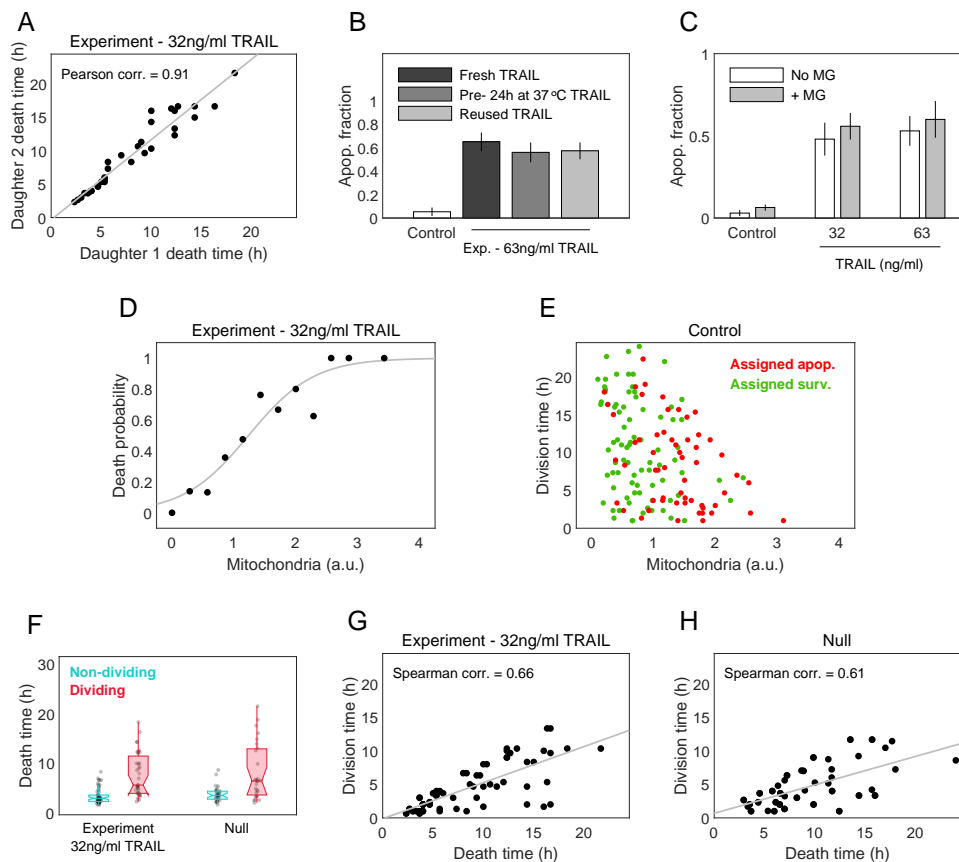 A
Experiment - 32ng/ml TRAIL
Pearson corr. = 0.91
Daughter 2 death time (h)
20
15
10
5
0
0 5 10 15 20
Daughter 1 death time (h)
B
Fresh TRAIL
Pre- 24h at 37ºC TRAIL
Reused TRAIL
Apop. fraction
1
0.8
0.6
0.4
0.2
0
Control
Exp. - 63ng/ml TRAIL
C
No MG
+ MG
Apop. fraction
1
0.5
0
Control 32 63
TRAIL (ng/ml)
D
Experiment - 32ng/ml TRAIL
Death probability
1
0.8
0.6
0.4
0.2
0
0 1 2 3 4
Mitochondria (a.u.)
E
Control
Assigned apop.
Assigned surv.
Division time (h)
20
15
10
5
0
0 1 2 3 4
Mitochondria (a.u.)
F
Non-dividing
Dividing
Death time (h)
30
20
10
0
Experiment Null
32ng/ml TRAIL
G
Experiment - 32ng/ml TRAIL
Spearman corr. = 0.66
Division time (h)
20
15
10
5
0
0 5 10 15 20
Death time (h)
H
Null
Spearman corr. = 0.61
Division time (h)
20
15
10
5
0
0 5 10 15 20
Death time (h)